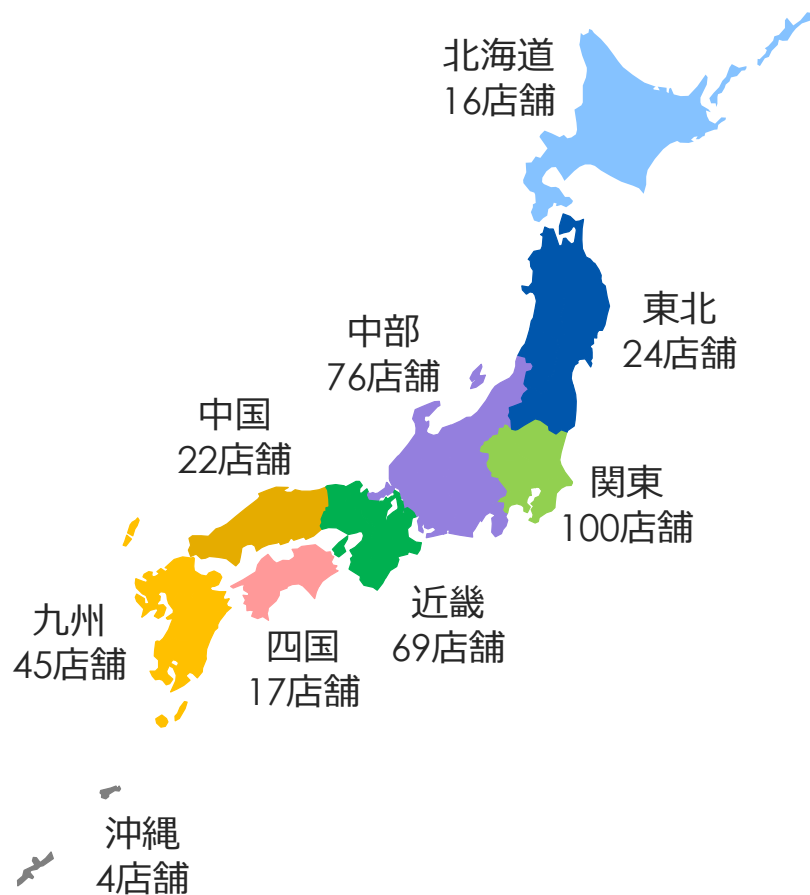 北海道
16店舗
東北
24店舗
中部
76店舗
中国
22店舗
関東
100店舗
近畿
69店舗
九州
45店舗
四国
17店舗
沖縄
4店舗